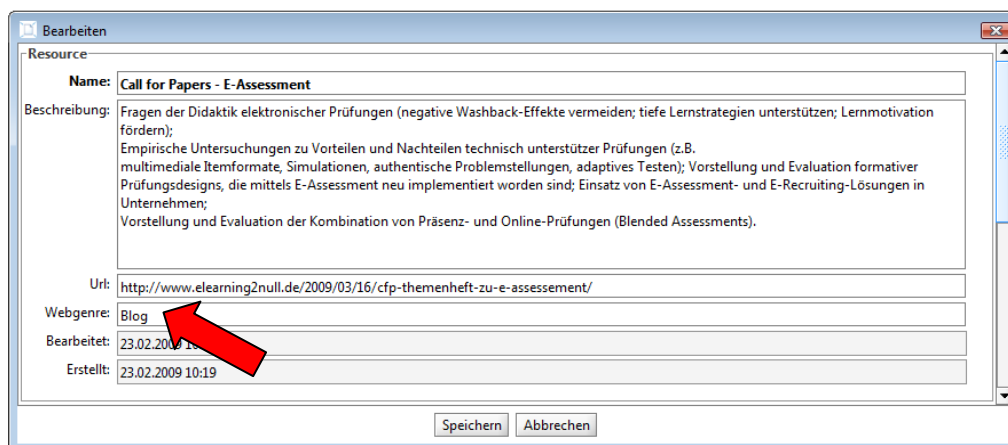 Bearbeiten
Resource
Name: Call for Papers - E-Assessment
Beschreibung: Fragen der Didaktik elektronischer Prüfungen (negative Washback-Effekte vermeiden; tiefe Lernstrategien unterstützen; Lernmotivation
fördern);
Empirische Untersuchungen zu Vorteilen und Nachteilen technisch unterstützer Prüfungen (z.B.
multimediale Itemformate, Simulationen, authentische Problemstellungen, adaptives Testen); Vorstellung und Evaluation formativer
Prüfungsdesigns, die mittels E-Assessment neu implementiert worden sind; Einsatz von E-Assessment- und E-Recruiting-Lösungen in
Unternehmen;
Vorstellung und Evaluation der Kombination von Präsenz- und Online-Prüfungen (Blended Assessments).
Url: http://www.elearning2null.de/2009/03/16/cfp-themenheft-zu-e-assessement/
Webgenre: Blog
Bearbeitet: 23.02.2009
Erstellt: 23.02.2009 10:19
Speichern Abbrechen